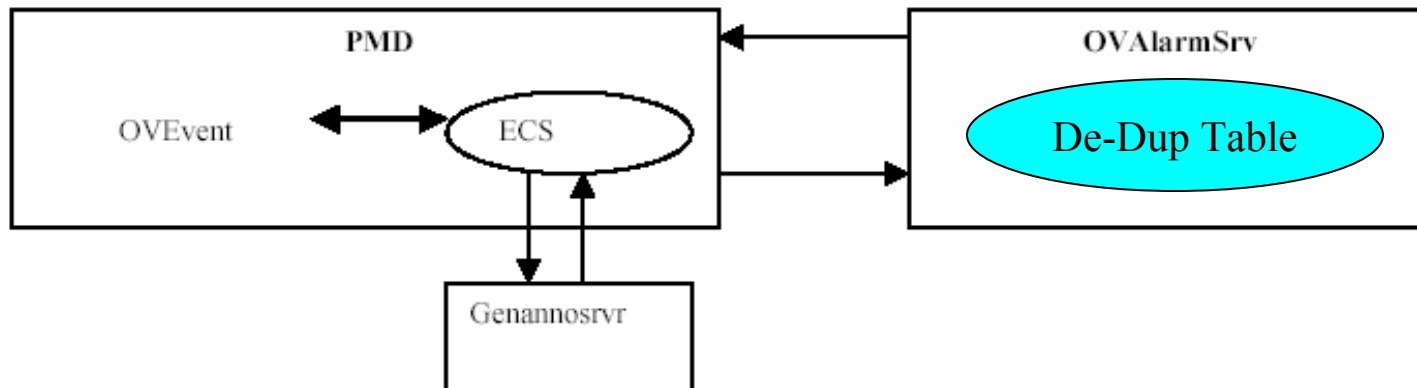 PMD
OVAlarmSrv
OVEvent
ECS
De-Dup Table
Genannosrvr